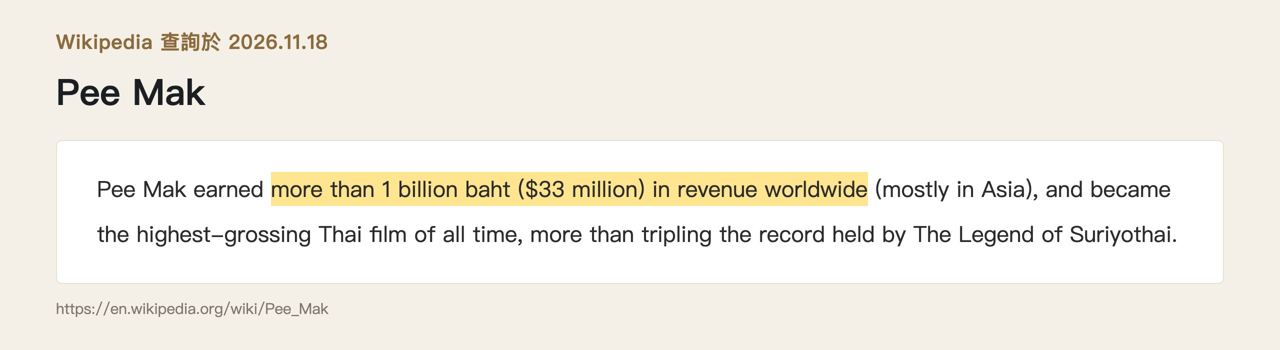 Wikipedia 查詢於 2026.11.18
Pee Mak
Pee Mak earned more than 1 billion baht ($33 million) in revenue worldwide (mostly in Asia), and became
the highest-grossing Thai film of all time, more than tripling the record held by The Legend of Suriyothai.
https://en.wikipedia.org/wiki/Pee_Mak